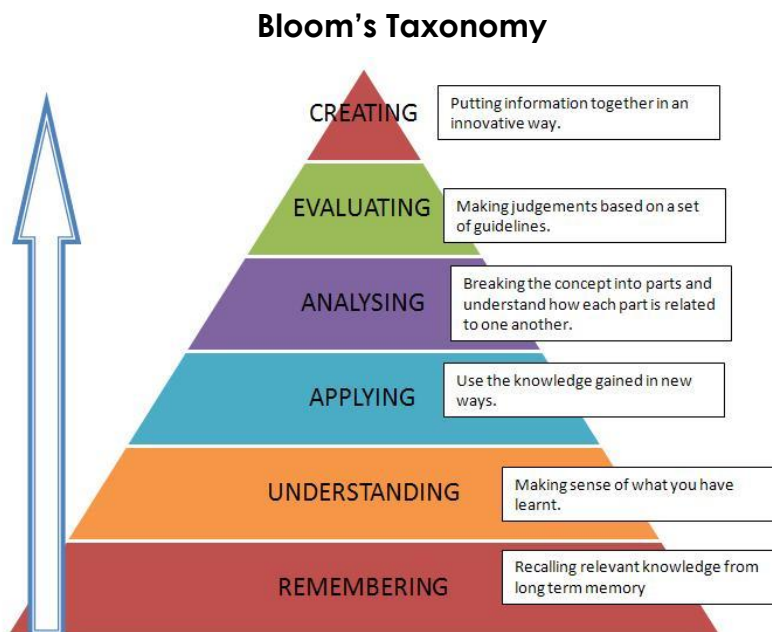 Bloom’s Taxonomy
CREATING
Putting information together in an
innovative way.
EVALUATING
Making judgements based on a set
of guidelines.
ANALYSING
Breaking the concept into parts and
understand how each part is related
to one another.
APPLYING
Use the knowledge gained in new
ways.
UNDERSTANDING
Making sense of what you have
learnt.
REMEMBERING
Recalling relevant knowledge from
long term memory